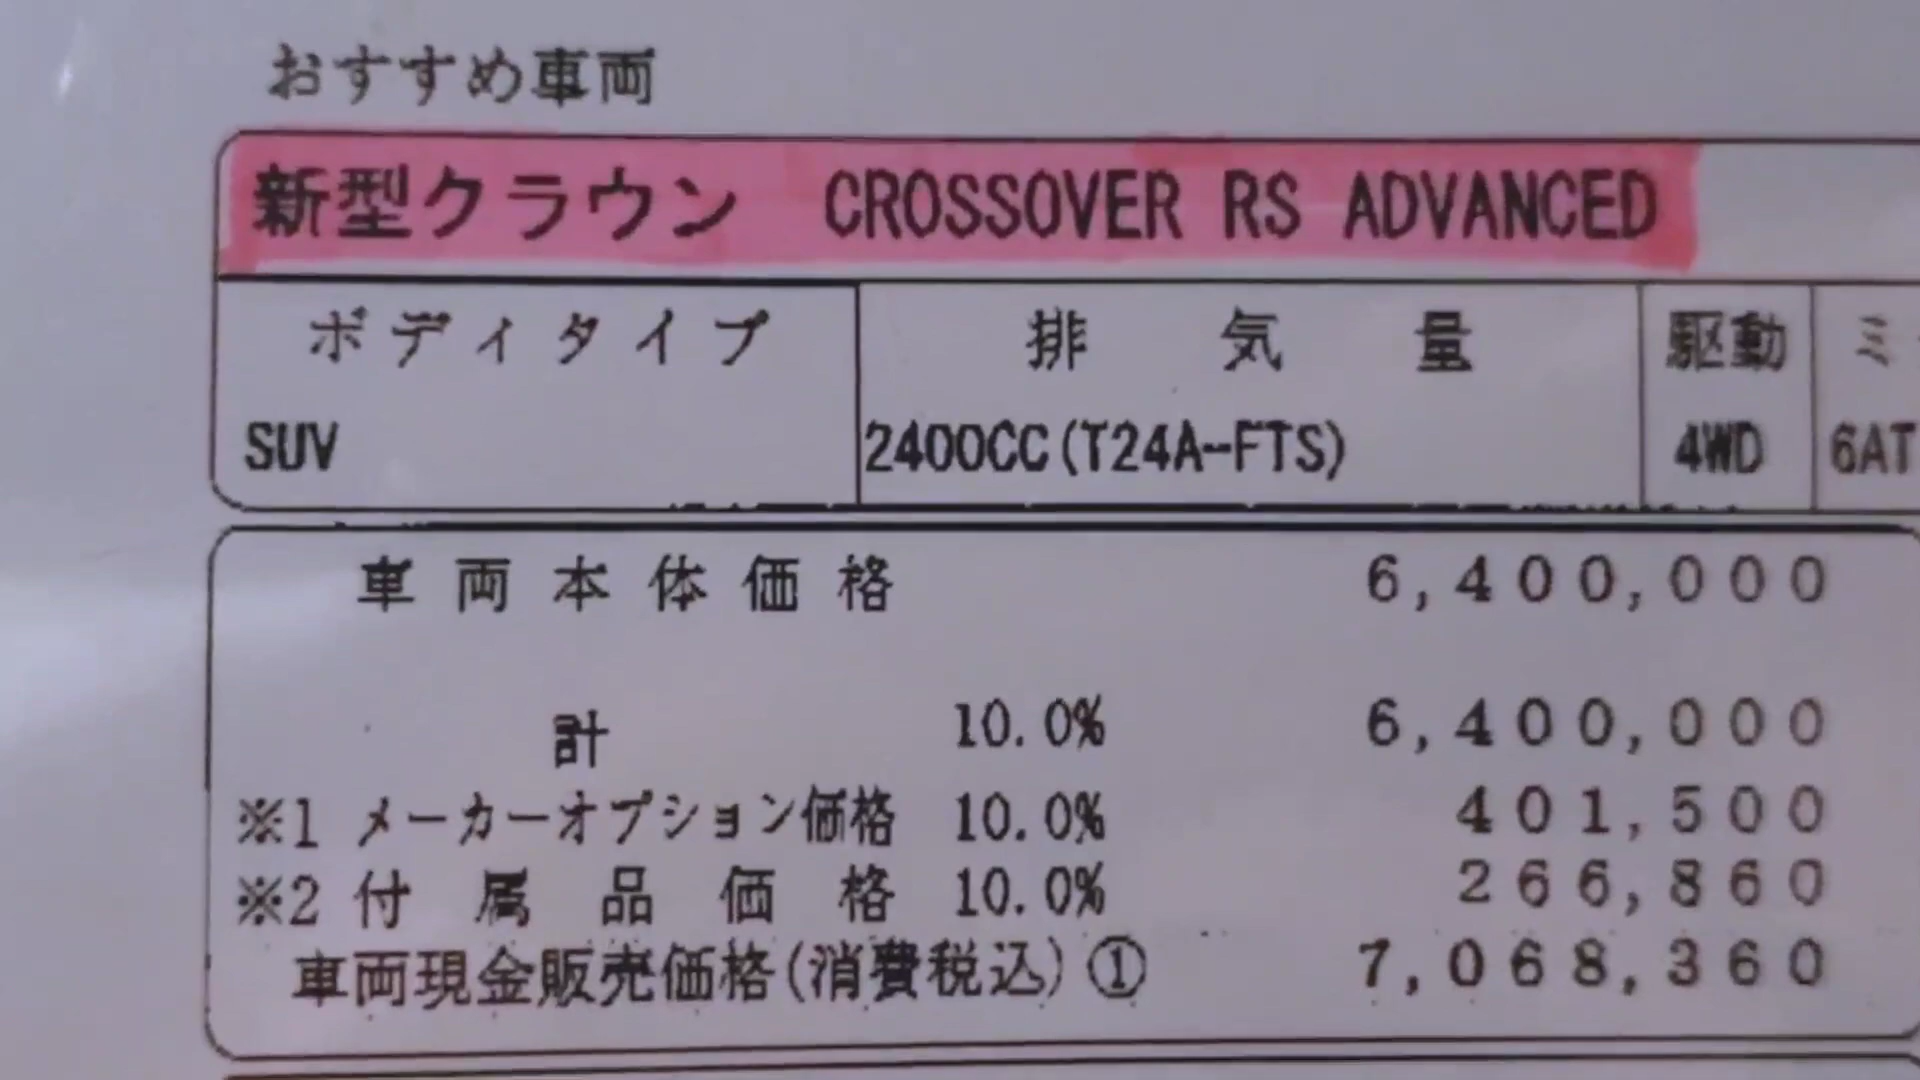 おすすめ車両
新型クラウン CROSSOVER RS ADVANCED
ボディタイプ 排気量 駆動 ミ
SUV 2400CC(T24A-FTS) 4WD 6AT
車両本体価格 6,400,000
計 10.0% 6,400,000
※1 メーカーオプション価格 10.0% 401,500
※2 付属品価格 10.0% 266,860
車両現金販売価格(消費税込)① 7,068,360